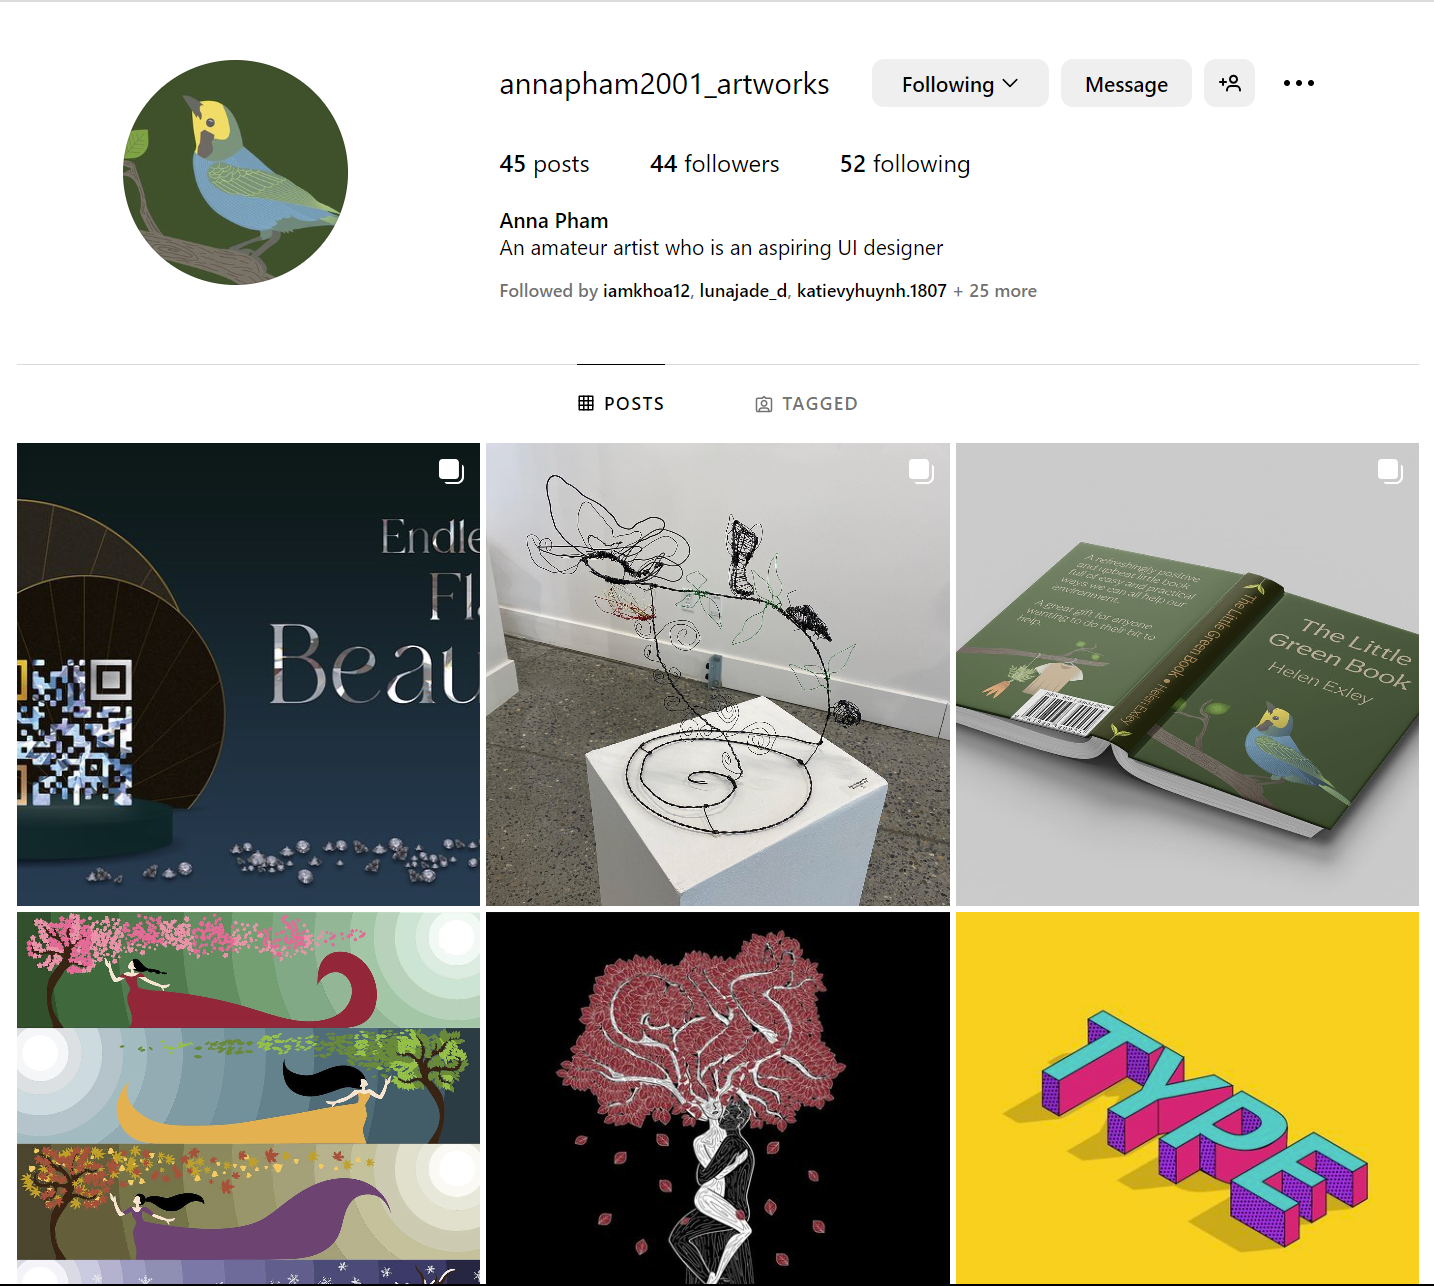 annapham2001_artworks
Following
Message
45 posts
44 followers
52 following
Anna Pham
An amateur artist who is an aspiring UI designer
Followed by iamkhoa12, lunajade_d, katievyhuynh.1807 + 25 more
POSTS
TAGGED
Endle
Fl
Beau
A refreshingly positive
and upbeat little book
full of easy and practical
ways we can all help our
environment.
A great gift for anyone
wanting to do their bit to
help.
The Little Green Book • Helen Exley
The Little
Green Book
Helen Exley
TYPE